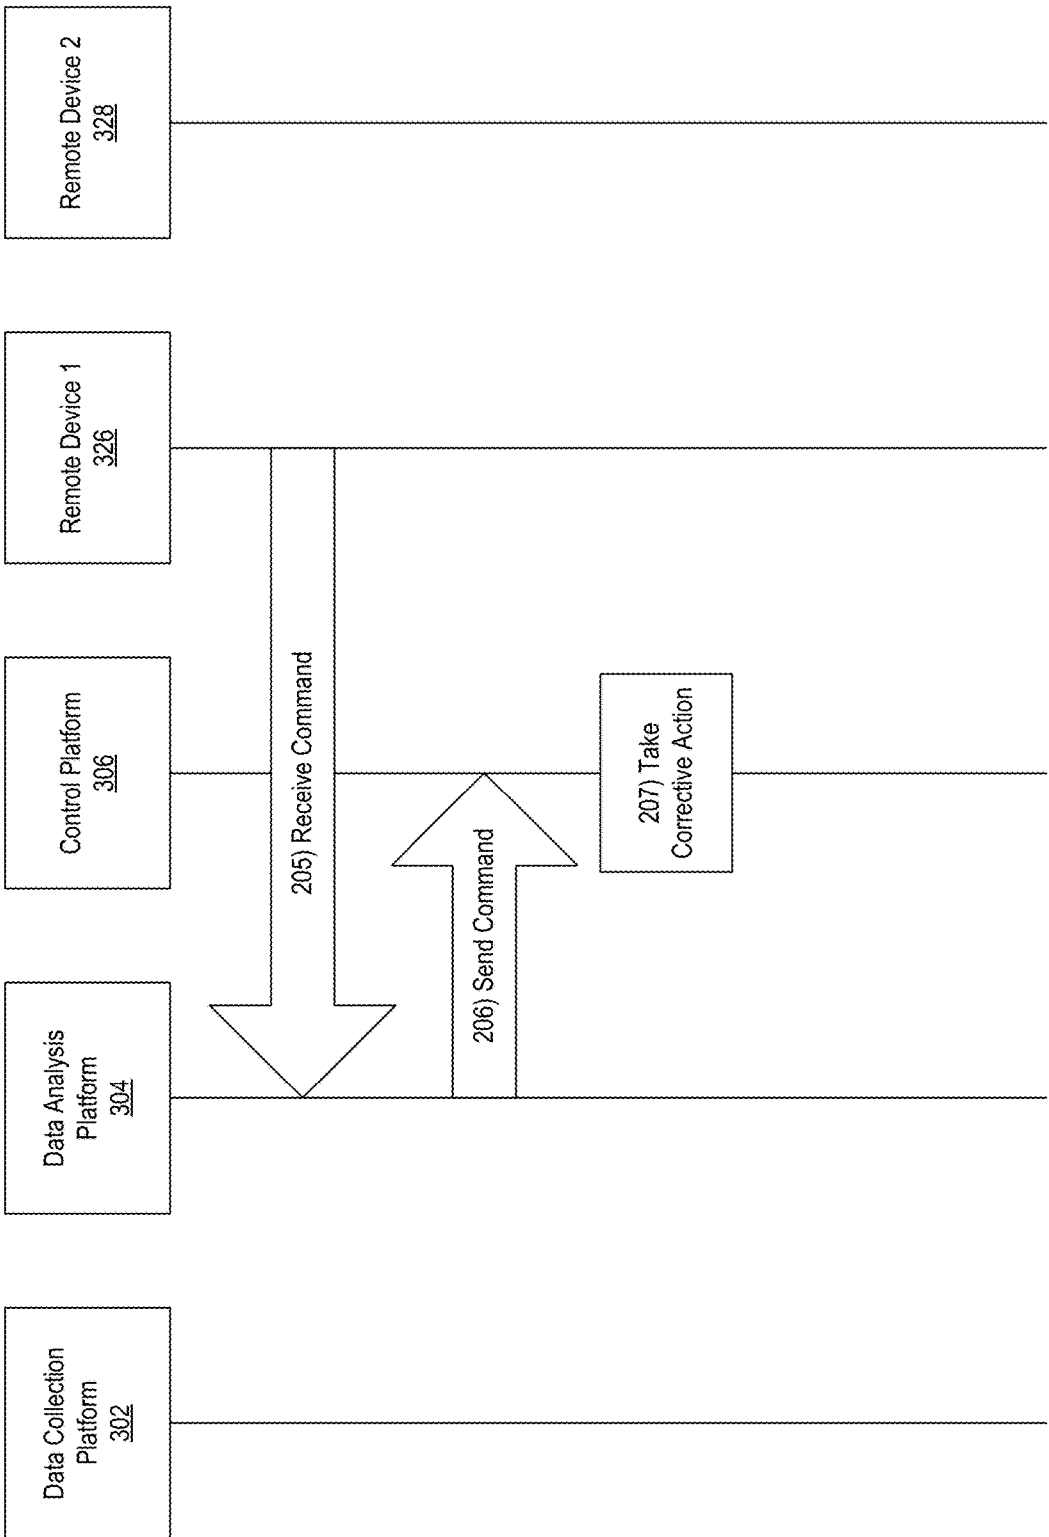 Data Collection
Platform
302
Data Analysis
Platform
304
Control Platform
306
Remote Device 1
326
Remote Device 2
328
205) Receive Command
206) Send Command
207) Take
Corrective Action